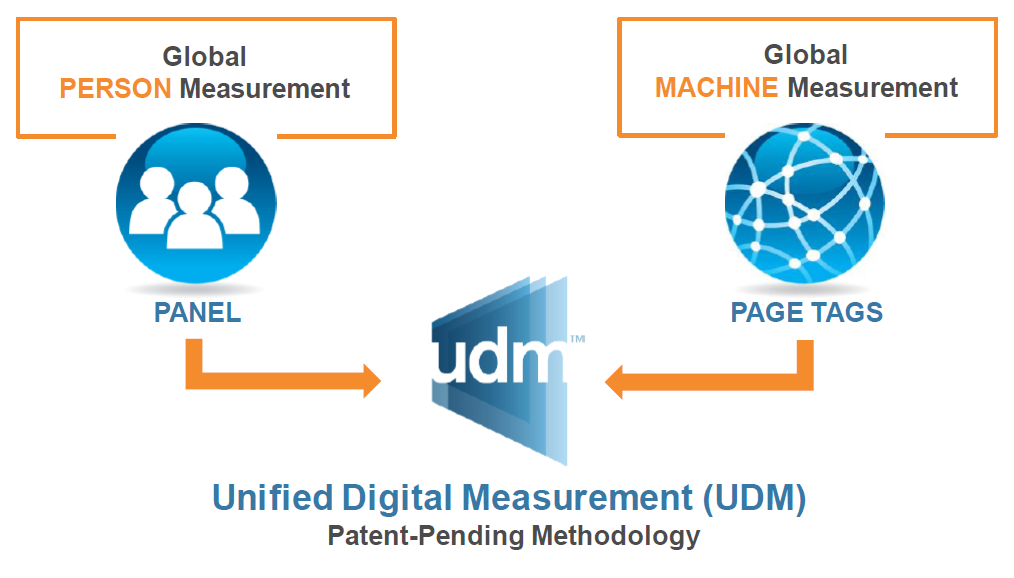 Global
PERSON Measurement
Global
MACHINE Measurement
PANEL
PAGE TAGS
udm™
Unified Digital Measurement (UDM)
Patent-Pending Methodology